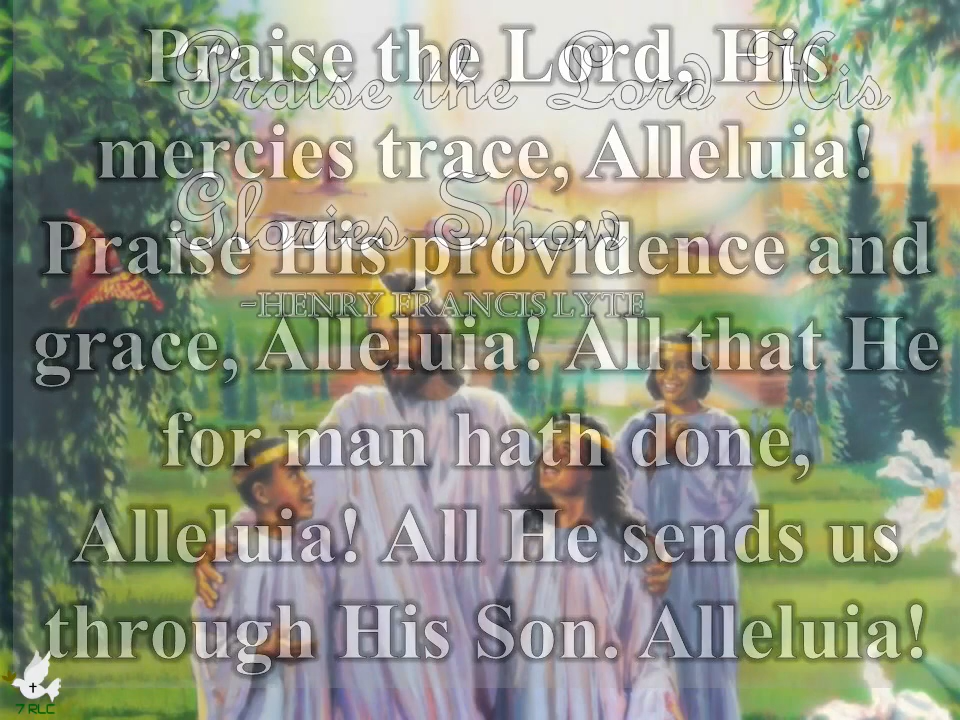 Praise the Lord, His
mercies trace, Alleluia!
Praise His providence and
grace, Alleluia! All that He
for man hath done,
Alleluia! All He sends us
through His Son. Alleluia!
Praise the Lord His
Glories Show
-HENRY FRANCIS LYTE
7 RLC